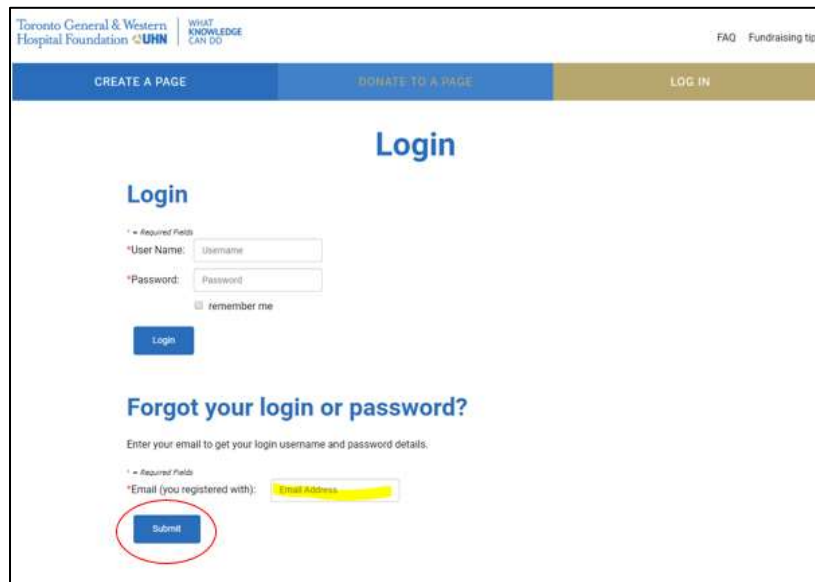 Toronto General & Western
Hospital Foundation UHN
WHAT
KNOWLEDGE
CAN DO
FAQ Fundraising tip
CREATE A PAGE DONATE TO A PAGE LOG IN
Login
Login
* = Required Fields
*User Name: Username
*Password: Password
remember me
Login
Forgot your login or password?
Enter your email to get your login username and password details.
* = Required Fields
*Email (you registered with): Email Address
Submit